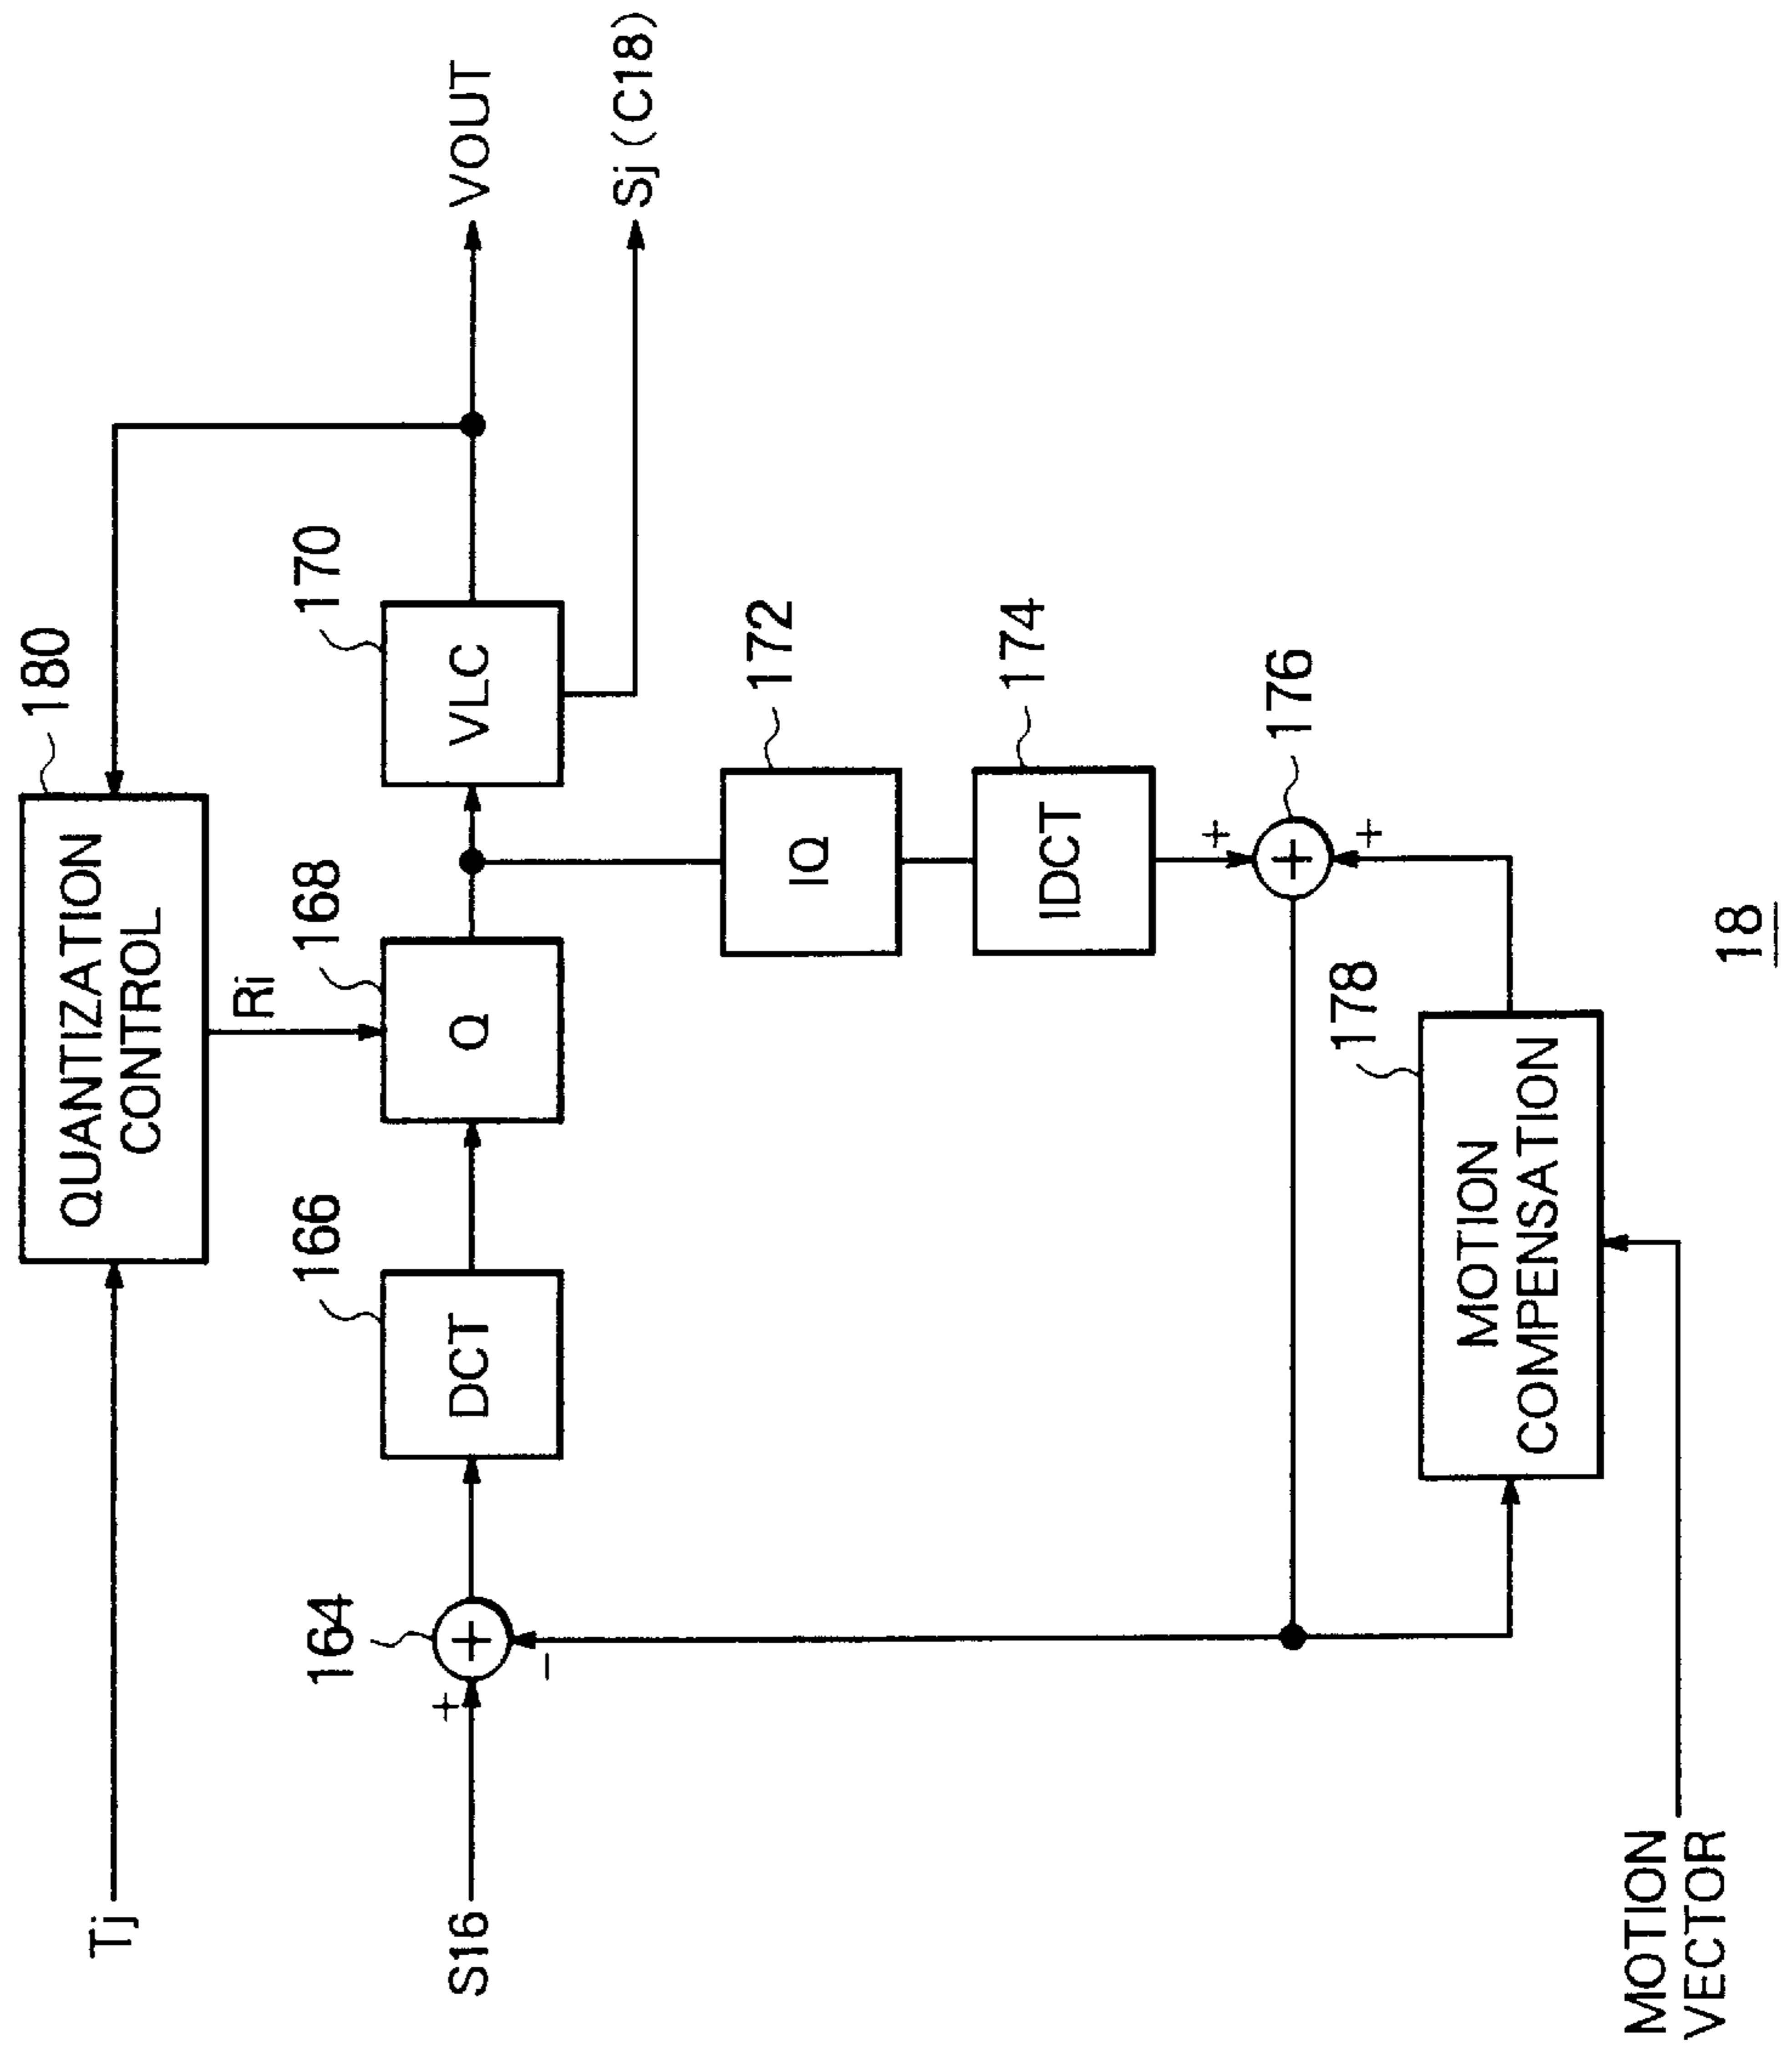 180
QUANTIZATION
CONTROL
Tj
Ri
164
166
168
170
S16
+
+
-
DCT
Q
VLC
VOUT
Sj (C18)
172
IQ
174
IDCT
176
+
+
+
178
MOTION
COMPENSATION
MOTION
VECTOR
18